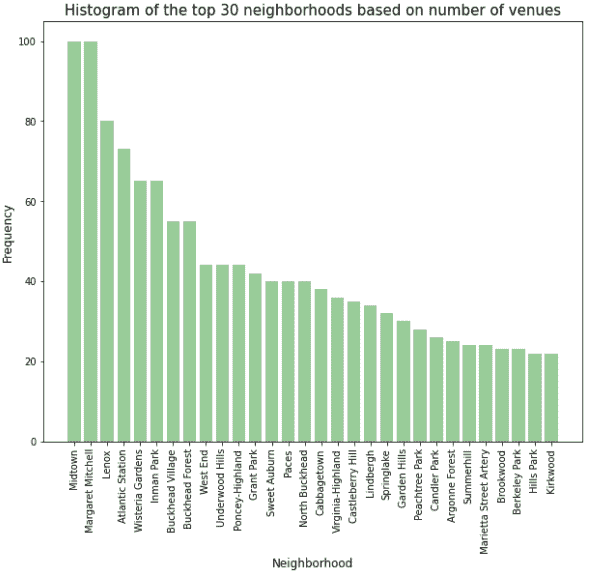 Histogram of the top 30 neighborhoods based on number of venues
Frequency
100
80
60
40
20
0
Midtown
Margaret Mitchell
Lenox
Atlantic Station
Wisteria Gardens
Inman Park
Buckhead Village
Buckhead Forest
West End
Underwood Hills
Poncey-Highland
Grant Park
Sweet Auburn
Paces
North Buckhead
Cabbagetown
Virginia-Highland
Castleberry Hill
Lindbergh
Springlake
Garden Hills
Peachtree Park
Candler Park
Argonne Forest
Summerhill
Marietta Street Artery
Brookwood
Berkeley Park
Hills Park
Kirkwood
Neighborhood